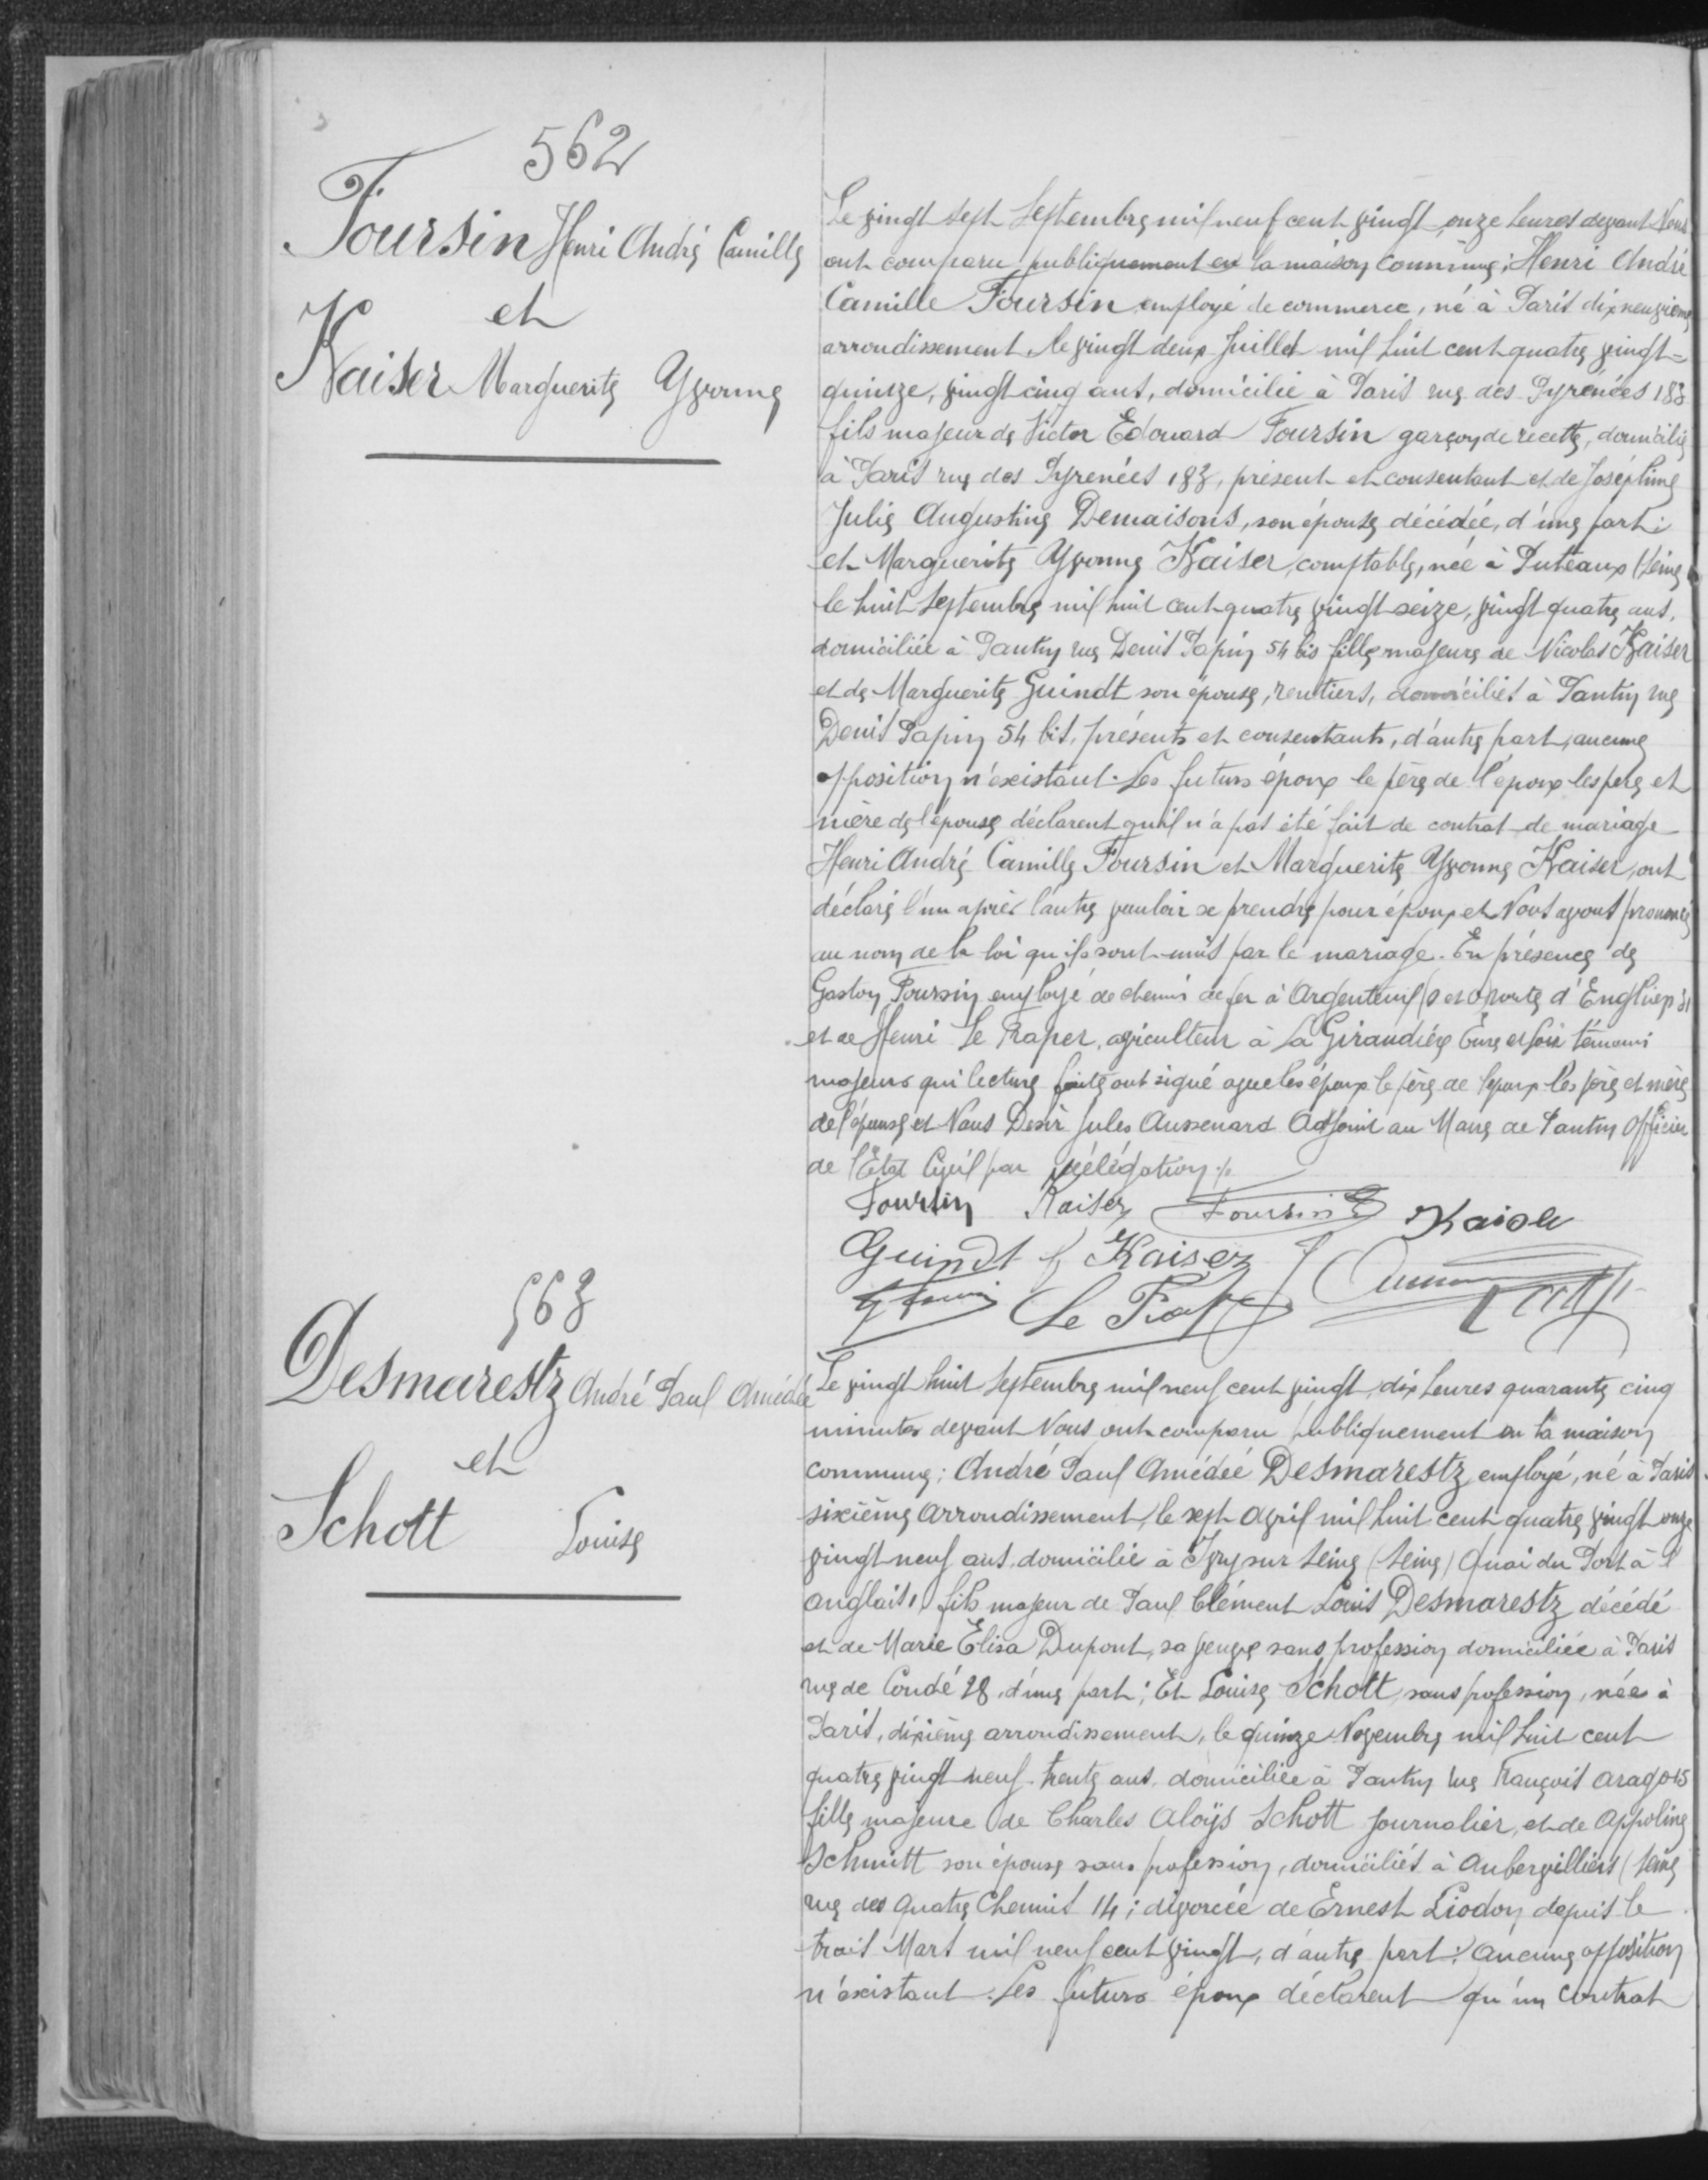 562
Foursin Henri André Camille
et
Kaiser Marguerite Yvonne
Le vingt sept Septembre mil neuf cent vingt, onze heures devant Nous
ont comparu publiquement en la maison commune: Henri André
Camille Foursin employé de commerce, né à Paris dix neuvième
arrondissement le vingt deux Juillet mil huit cent quatre vingt-
quinze, vingt cinq ans, domicilié à Paris rue des Pyrénées 183
fils majeur de Victor Edouard Foursin garçon de recette, domicilié
à Paris rue des Pyrenées 183, présent et consentant et de Joséphine
Julie Augustine Demaisons, son épouse décédée, d'une part:
et Marguerite Yvonne Kaiser, comptable, née à Puteaux (Seine
le huit Septembre mil huit cent quatre vingt seize, vingt quatre ans,
domiciliée à Pantin rue Denis Papin 54 bis fille majeure de Nicolas Kaiser
et de Marguerite Guindt son épouse, rentiers, domiciliés à Pantin rue
Denis Papin 54 bis, présents et consentants, d'autre part, aucune
opposition n'existant. Les futurs époux le père de l'époux les père et
mère de l'épouse déclarent qu'il n'a pas été fait de contrat de mariage
Henri André Camille Foursin et Marguerite Yvonne Kaiser, ont
déclaré l'un après l'autre vouloir se prendre pour époux et Nous avons prononcé
au nom de la loi qu'ils sont unis par le mariage. En présence de
Gaston Foursin employé de chemin de fer à Argenteuil (S et O) route d'Enghien 31
et de Henri Le Fraper, agriculteur à La Giraudière Eure et Loir témoins
majeurs qui lecture faite ont signé avec les époux le père de l'époux les père et mère
de l'épouse et Nous Désir Jules Aussenard Adjoint au Maire de Pantin Officier
de l'Etat Civil par délégation ./.
Foursin Kaiser Foursin Kaiser
Guindt f Kaiser
Le Frap
563
Desmarestz André Paul Amédée
et
Schott Louise
Le vingt huit Septembre mil neuf cent vingt, dix heures quarante cinq
minutes devant Nous ont comparu publiquement en la maison
commune: André Paul Amédée Desmarestz employé, né à Paris
sixième arrondissement, le sept Avril mil huit cent quatre vingt onze
vingt neuf ans, domicilié à Ivry sur Seine (Seine) Quai du Port à l'
anglais, fils majeur de Paul Clément Louis Desmarestz décédé
et de Marie Elisa Dupont, sa veuve sans profession domiciliée à Paris
rue de Condé 28, d'une part; Et Louise Schott, sans profession, née à
Paris, dixième arrondissement, le quinze Novembre mil huit cent
quatre vingt neuf, trente ans, domiciliée à Pantin rue François Arago 15
fille majeure de Charles Aloÿs Schott journalier, et de Appoline
Schmitt son épouse sans profession, domiciliés à Aubervilliers (Seine
rue des Quatre Chemins 14; divorcée de Ernest Liodon depuis le
trois Mars mil neuf cent vingt, d'autre part: Aucune opposition
n'existant. Les futurs époux déclarent qu'un contrat